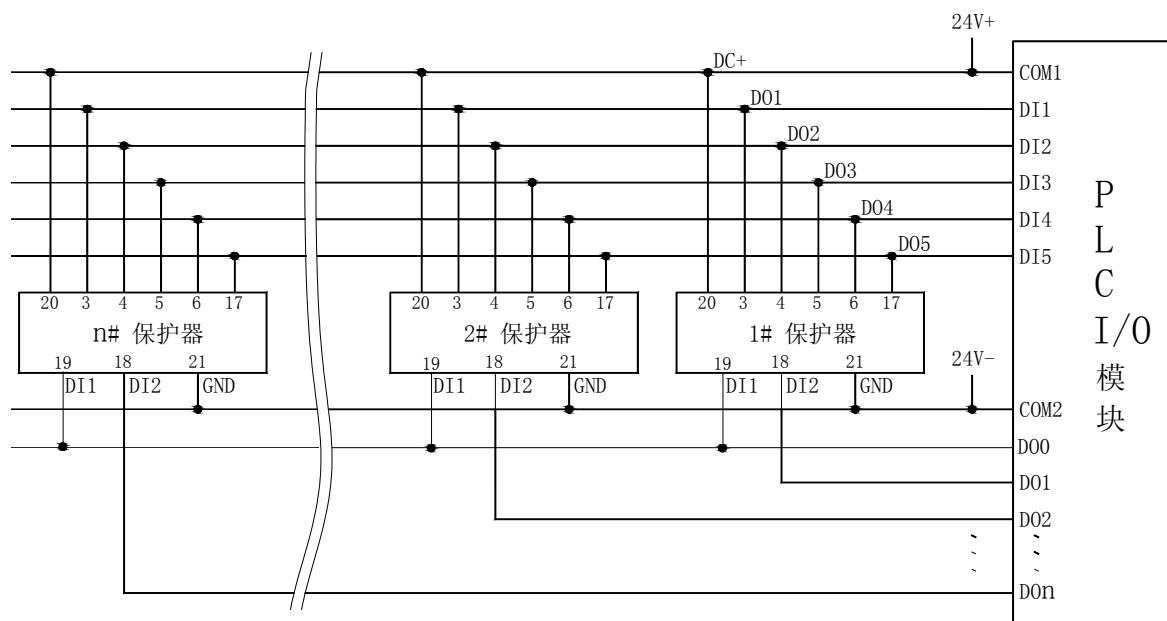 24V+
DC+
COM1
DO1
DI1
DO2
DI2
DO3
DI3
DO4
DI4
DO5
DI5
20 3 4 5 6 17
20 3 4 5 6 17
20 3 4 5 6 17
n# 保护器
2# 保护器
1# 保护器
19 18 21
19 18 21
19 18 21
DI1 DI2 GND
DI1 DI2 GND
DI1 DI2 GND
24V-
COM2
DO0
DO1
DO2
DOn
P
L
C
I/O
模
块